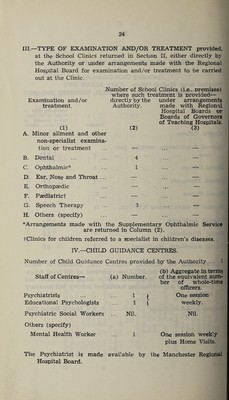 24
III.—TYPE OF EXAMINATION AND/OR TREATMENT provided,
at the School Clinics returned in Section II, either directly by
the Authority or under arrangements made with the Regional
Hospital Board for examination and/or treatment to be carried
out at the Clinic.
Number of School Clinics (i.e., premises)
where such treatment is provided—
Examination and/or treatment. directly by the Authority. under arrangements
made with Regional
Hospital Boards or
Boards of Governors
of Teaching Hospitals.
(1) (2) (3)
A. Minor ailment and other
non-specialist examina-
tion or treatment — ... —
B. Dental 4 —
C. Ophthalmic* 1 —
D. Ear, Nose and Throat ... — —
E. Orthopædic — —
F. Pædiatric† — —
G. Speech Therapy 3 —
H. Others (specify)
*Arrangements made with the Supplementary Ophthalmic Service
are returned in Column (2).
†Clinics for children referred to a specialist in children's diseases.
IV.—CHILD GUIDANCE CENTRES.
Number of Child Guidance Centres provided by the Authority ... 1
Staff of Centres— (a) Number. (b) Aggregate in terms
of the equivalent num-
ber of whole-time
officers.
Psychiatrists 1 } One session
Educational Psychologists 1 } weekly.
Psychiatric Social Workers Nil. Nil.
Others (specify)
Mental Health Worker 1 One session weekly
plus Home Visits.
The Psychiatrist is made available by the Manchester Regional
Hospital Board.